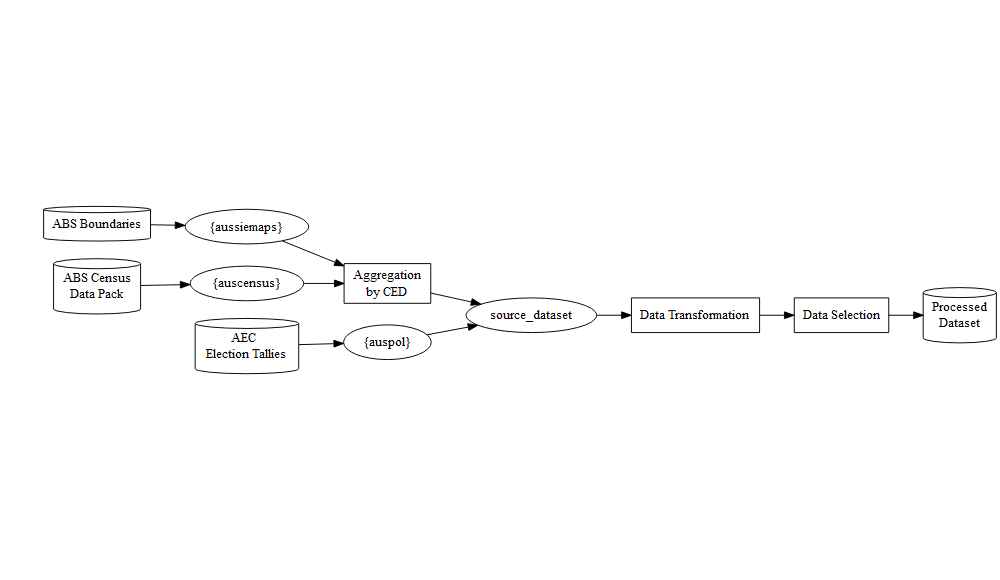 ABS Boundaries
{aussiemaps}
ABS Census
Data Pack
{auscensus}
Aggregation
by CED
AEC
Election Tallies
{auspol}
source_dataset
Data Transformation
Data Selection
Processed
Dataset